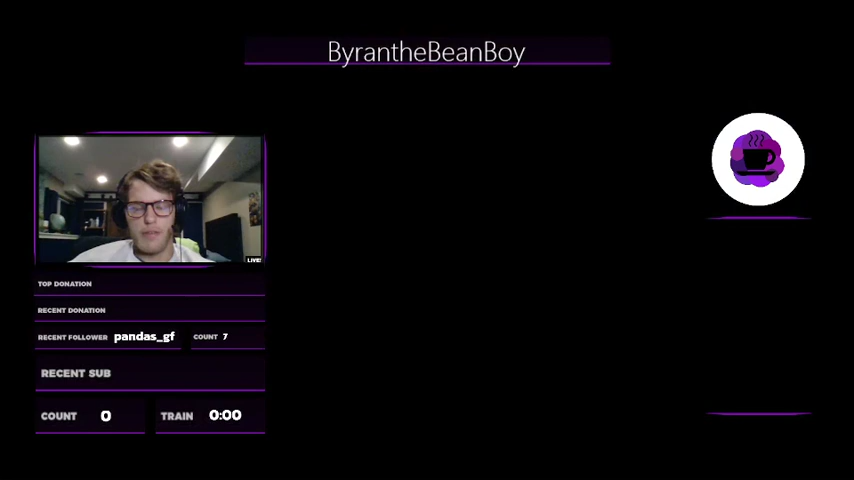 ByrantheBeanBoy
LIVE
TOP DONATION
RECENT DONATION
RECENT FOLLOWER pandas_gf COUNT 7
RECENT SUB
COUNT 0 TRAIN 0:00